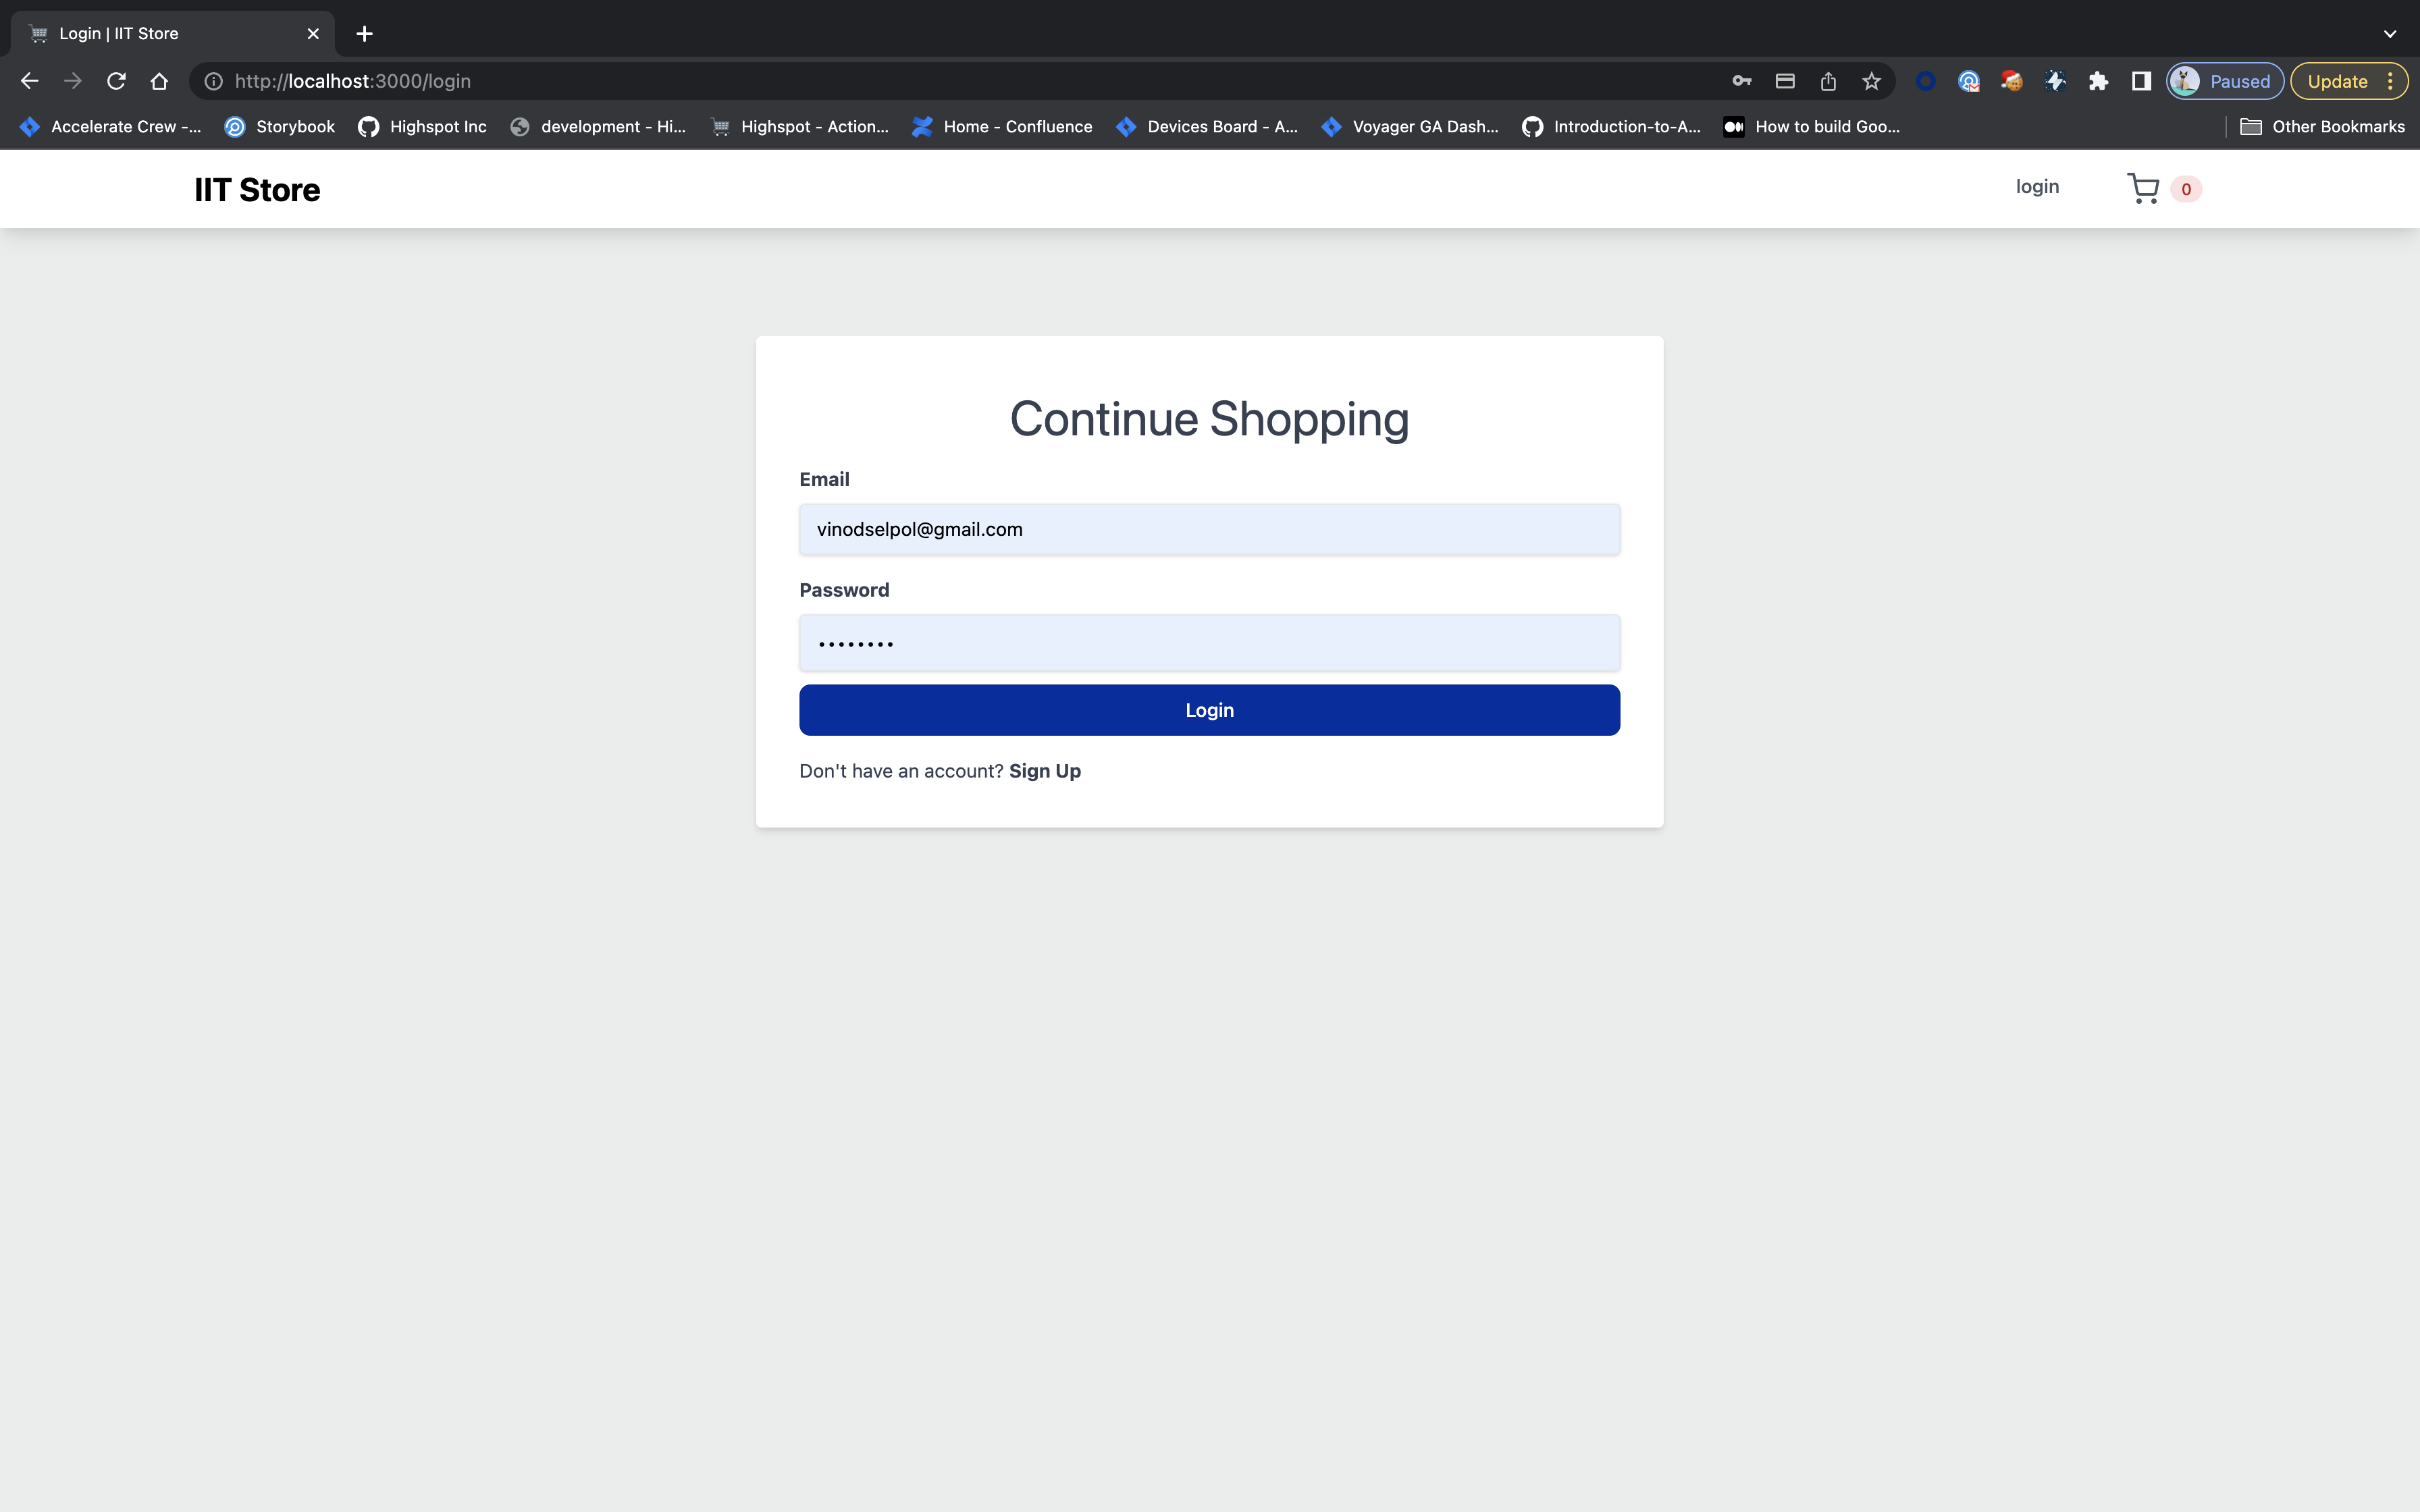 Login | IIT Store
http://localhost:3000/login
Paused
Update
Accelerate Crew -...
Storybook
Highspot Inc
development - Hi...
Highspot - Action...
Home - Confluence
Devices Board - A...
Voyager GA Dash...
Introduction-to-A...
How to build Goo...
Other Bookmarks
IIT Store
login
0
Continue Shopping
Email
vinodselpol@gmail.com
Password
••••••••
Login
Don't have an account? Sign Up